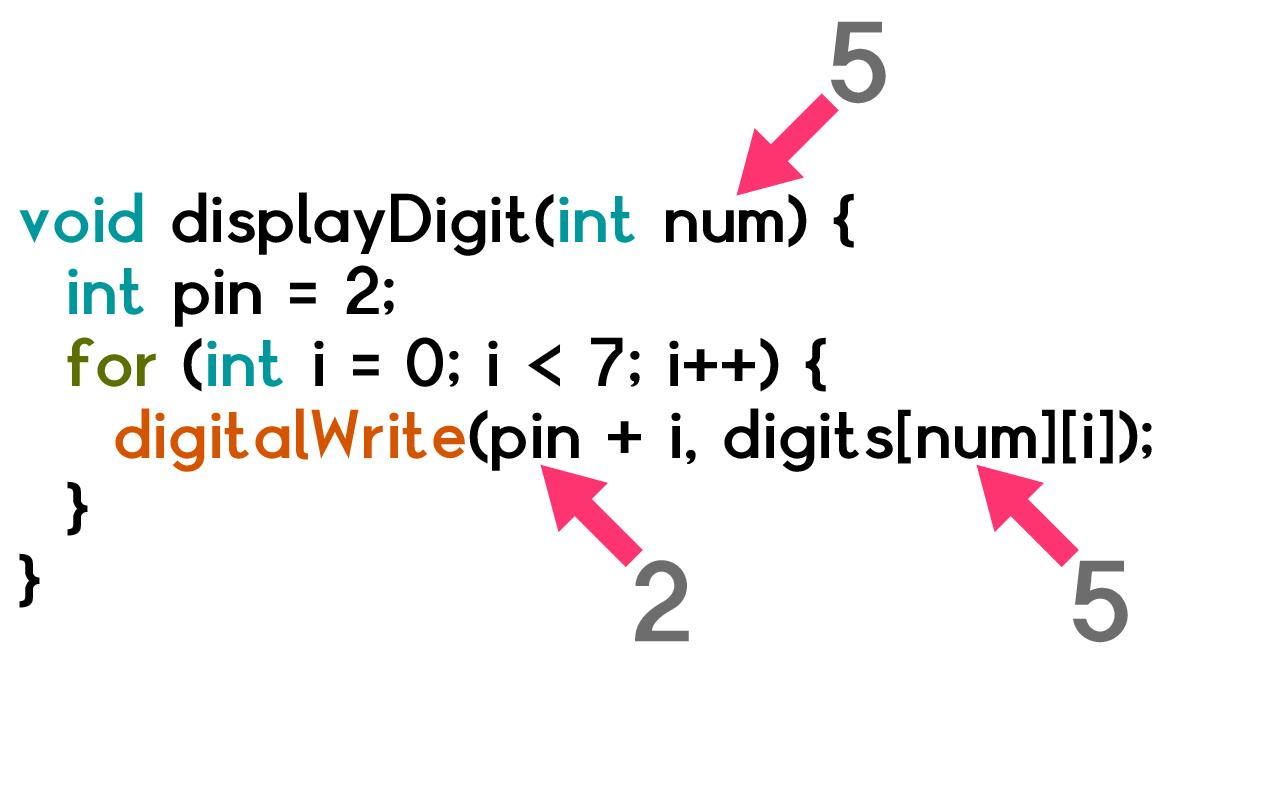 5
void displayDigit(int num) {
int pin = 2;
for (int i = 0; i < 7; i++) {
digitalWrite(pin + i, digits[num][i]);
}
}
2 5